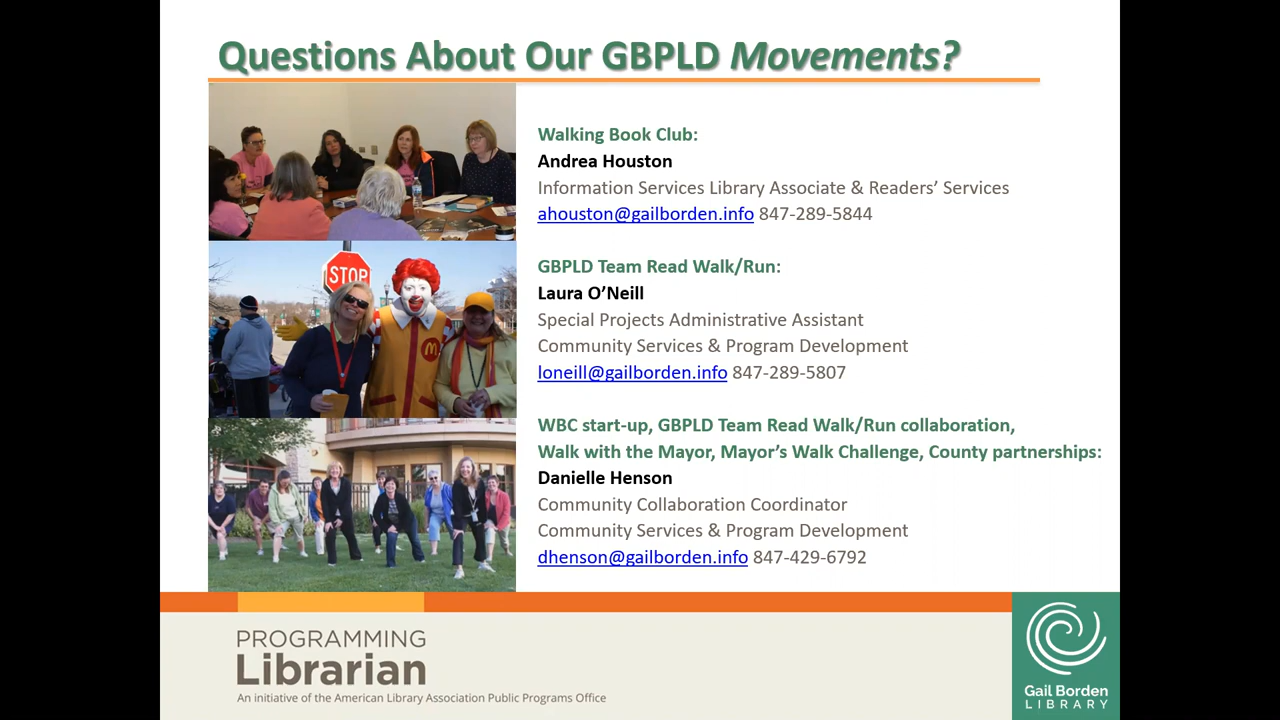 Questions About Our GBPLD Movements?
Walking Book Club:
Andrea Houston
Information Services Library Associate & Readers’ Services
ahouston@gailborden.info 847-289-5844
STOP
GBPLD Team Read Walk/Run:
Laura O’Neill
Special Projects Administrative Assistant
Community Services & Program Development
loneill@gailborden.info 847-289-5807
WBC start-up, GBPLD Team Read Walk/Run collaboration,
Walk with the Mayor, Mayor’s Walk Challenge, County partnerships:
Danielle Henson
Community Collaboration Coordinator
Community Services & Program Development
dhenson@gailborden.info 847-429-6792
PROGRAMMING
Librarian
An initiative of the American Library Association Public Programs Office
Gail Borden
LIBRARY